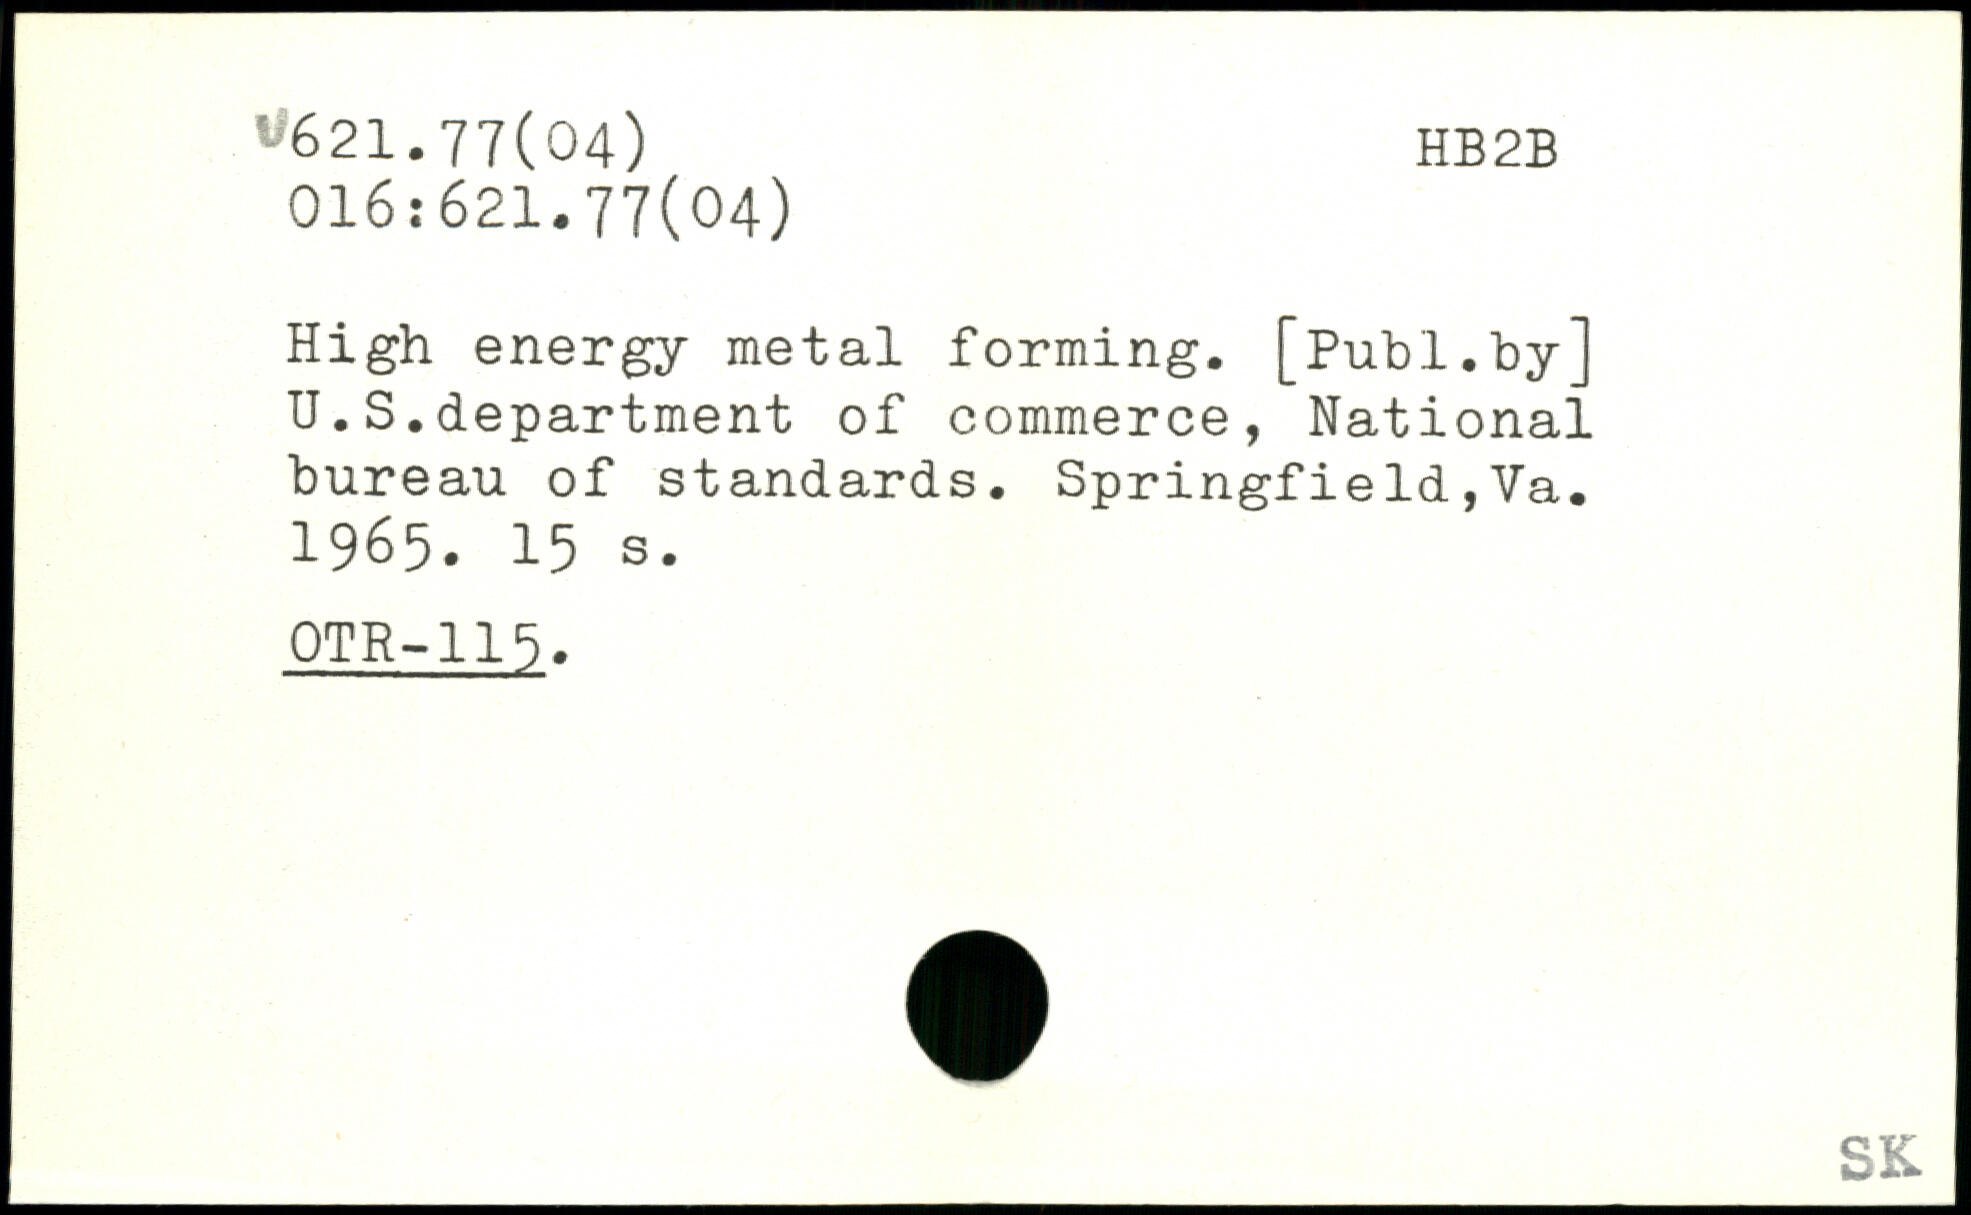 v621.77(04) HB2B
016:621.77(04)
High energy metal forming. [Publ.by]
U.S.department of commerce, National
bureau of standards. Springfield,Va.
1965. 15 s.
OTR-115.
SK